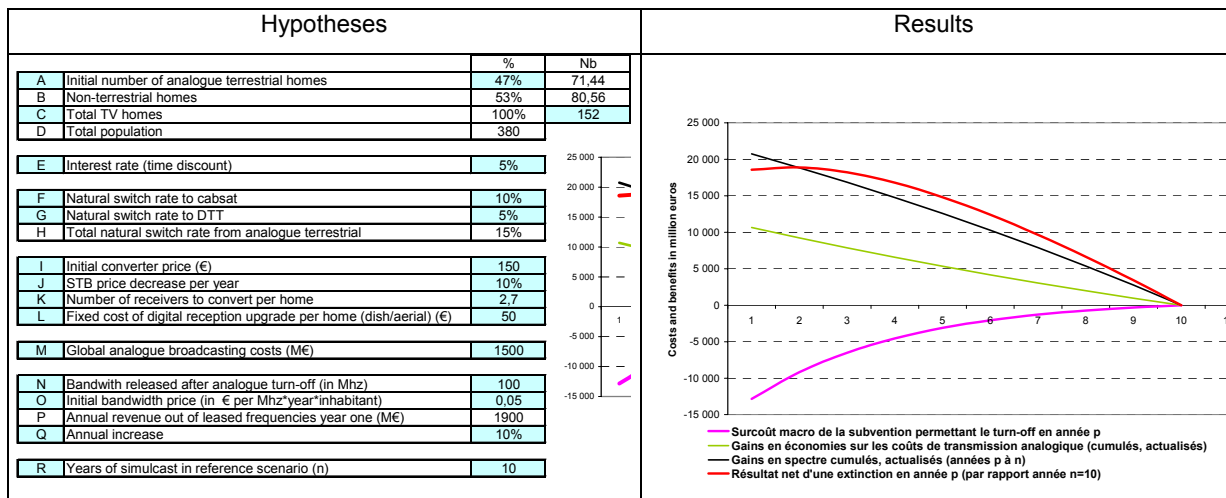 Hypotheses
Results
% Nb
A Initial number of analogue terrestrial homes 47% 71,44
B Non-terrestrial homes 53% 80,56
C Total TV homes 100% 152
D Total population 380
E Interest rate (time discount) 5%
F Natural switch rate to cabsat 10%
G Natural switch rate to DTT 5%
H Total natural switch rate from analogue terrestrial 15%
I Initial converter price (€) 150
J STB price decrease per year 10%
K Number of receivers to convert per home 2,7
L Fixed cost of digital reception upgrade per home (dish/aerial) (€) 50
M Global analogue broadcasting costs (M€) 1500
N Bandwith released after analogue turn-off (in Mhz) 100
O Initial bandwidth price (in € per Mhz*year*inhabitant) 0,05
P Annual revenue out of leased frequencies year one (M€) 1900
Q Annual increase 10%
R Years of simulcast in reference scenario (n) 10
25 000
20 000
15 000
10 000
5 000
0
-5 000
-10 000
-15 000
1
Costs and benefits in million euros
25 000
20 000
15 000
10 000
5 000
0
-5 000
-10 000
-15 000
1 2 3 4 5 6 7 8 9 10 1
Surcoût macro de la subvention permettant le turn-off en année p
Gains en économies sur les coûts de transmission analogique (cumulés, actualisés)
Gains en spectre cumulés, actualisés (années p à n)
Résultat net d'une extinction en année p (par rapport année n=10)